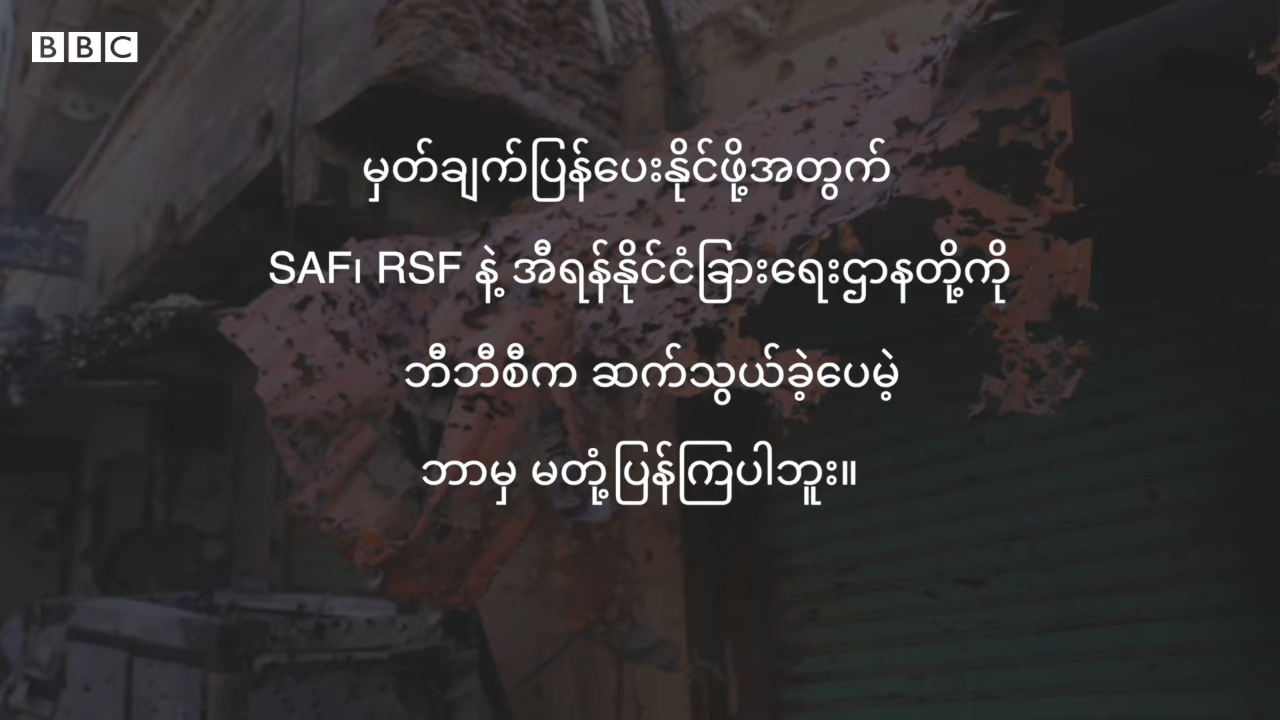 BBC
မှတ်ချက်ပြန်ပေးနိုင်ဖို့အတွက်
SAF၊ RSF နဲ့ အီရန်နိုင်ငံခြားရေးဌာနတို့ကို
ဘီဘီစီက ဆက်သွယ်ခဲ့ပေမဲ့
ဘာမှ မတုံ့ပြန်ကြပါဘူး။